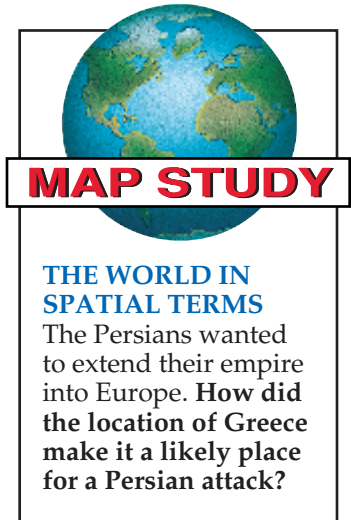 MAP STUDY
THE WORLD IN
SPATIAL TERMS
The Persians wanted
to extend their empire
into Europe. How did
the location of Greece
make it a likely place
for a Persian attack?